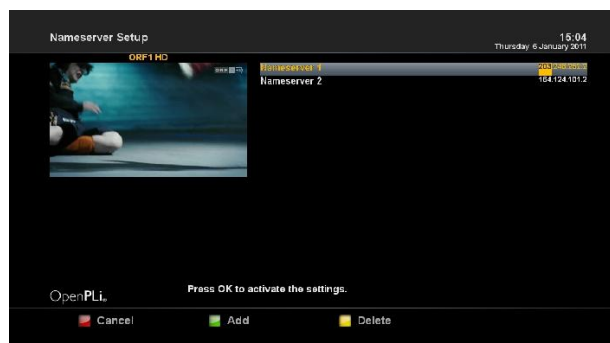 Nameserver Setup
15:04
Thursday 6 January 2011
ORF1 HD
Nameserver 1
Nameserver 2
164.124.101.2
OpenPLi®
Press OK to activate the settings.
Cancel
Add
Delete